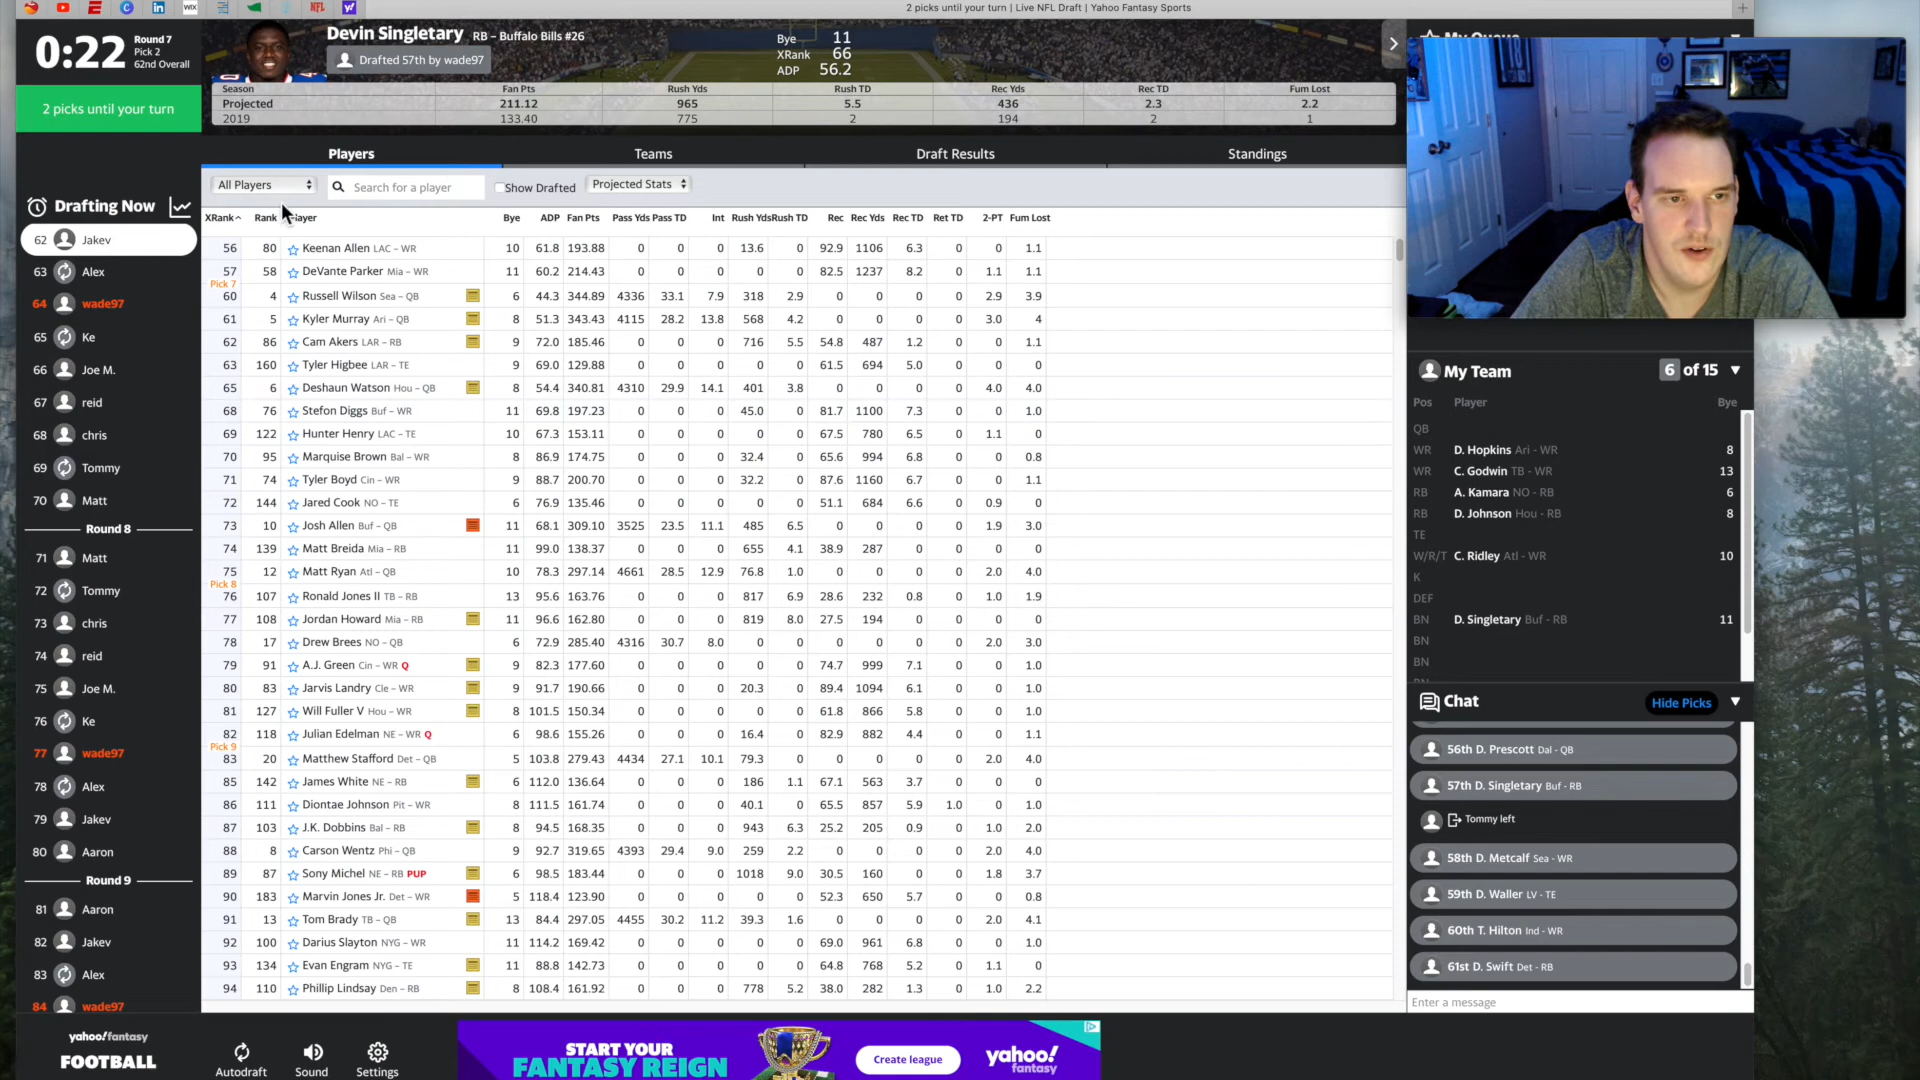 2 picks until your turn | Live NFL Draft | Yahoo Fantasy Sports
0:22
Round 7
Pick 2
62nd Overall
2 picks until your turn
Devin Singletary RB – Buffalo Bills #26
Drafted 57th by wade97
Bye 11
XRank 66
ADP 56.2
Season Fan Pts Rush Yds Rush TD Rec Yds Rec TD Fum Lost
Projected 211.12 965 5.5 436 2.3 2.2
2019 133.40 775 2 194 2 1
Players Teams Draft Results Standings
All Players Search for a player Show Drafted Projected Stats
Drafting Now
62 Jakev
63 Alex
64 wade97
65 Ke
66 Joe M.
67 reid
68 chris
69 Tommy
70 Matt
Round 8
71 Matt
72 Tommy
73 chris
74 reid
75 Joe M.
76 Ke
77 wade97
78 Alex
79 Jakev
80 Aaron
Round 9
81 Aaron
82 Jakev
83 Alex
84 wade97
XRank Rank Bye ADP Fan Pts Pass Yds Pass TD Int Rush Yds Rush TD Rec Rec Yds Rec TD Ret TD 2-PT Fum Lost
56 80 Keenan Allen LAC – WR 10 61.8 193.88 0 0 0 13.6 0 92.9 1106 6.3 0 0 1.1
57 58 DeVante Parker Mia – WR 11 60.2 214.43 0 0 0 0 0 82.5 1237 8.2 0 1.1 1.1
Pick 7
60 4 Russell Wilson Sea – QB 6 44.3 344.89 4336 33.1 7.9 318 2.9 0 0 0 0 2.9 3.9
61 5 Kyler Murray Ari – QB 8 51.3 343.43 4115 28.2 13.8 568 4.2 0 0 0 0 3.0 4
62 86 Cam Akers LAR – RB 9 72.0 185.46 0 0 0 716 5.5 54.8 487 1.2 0 0 1.1
63 160 Tyler Higbee LAR – TE 9 69.0 129.88 0 0 0 0 0 61.5 694 5.0 0 0 0
65 6 Deshaun Watson Hou – QB 8 54.4 340.81 4310 29.9 14.1 401 3.8 0 0 0 0 4.0 4.0
68 76 Stefon Diggs Buf – WR 11 69.8 197.23 0 0 0 45.0 0 81.7 1100 7.3 0 0 1.0
69 122 Hunter Henry LAC – TE 10 67.3 153.11 0 0 0 0 0 67.5 780 6.5 0 1.1 0
70 95 Marquise Brown Bal – WR 8 86.9 174.75 0 0 0 32.4 0 65.6 994 6.8 0 0 0.8
71 74 Tyler Boyd Cin – WR 9 88.7 200.70 0 0 0 32.2 0 87.6 1160 6.7 0 0 1.1
72 144 Jared Cook NO – TE 6 76.9 135.46 0 0 0 0 0 51.1 684 6.6 0 0.9 0
73 10 Josh Allen Buf – QB 11 68.1 309.10 3525 23.5 11.1 485 6.5 0 0 0 0 1.9 3.0
74 139 Matt Breida Mia – RB 11 99.0 138.37 0 0 0 655 4.1 38.9 287 0 0 0 0
75 12 Matt Ryan Atl – QB 10 78.3 297.14 4661 28.5 12.9 76.8 1.0 0 0 0 0 2.0 4.0
Pick 8
76 107 Ronald Jones II TB – RB 13 95.6 163.76 0 0 0 817 6.9 28.6 232 0.8 0 1.0 1.9
77 108 Jordan Howard Mia – RB 11 96.6 162.80 0 0 0 819 8.0 27.5 194 0 0 0 0
78 17 Drew Brees NO – QB 6 72.9 285.40 4316 30.7 8.0 0 0 0 0 0 0 2.0 3.0
79 91 A.J. Green Cin – WR Q 9 82.3 177.60 0 0 0 0 0 74.7 999 7.1 0 0 1.0
80 83 Jarvis Landry Cle – WR 9 91.7 190.66 0 0 0 20.3 0 89.4 1094 6.1 0 0 1.0
81 127 Will Fuller V Hou – WR 8 101.5 150.34 0 0 0 0 0 61.8 866 5.8 0 0 1.0
82 118 Julian Edelman NE – WR Q 6 98.6 155.26 0 0 0 16.4 0 82.9 882 4.4 0 0 1.1
Pick 9
83 20 Matthew Stafford Det – QB 5 103.8 279.43 4434 27.1 10.1 79.3 0 0 0 0 0 2.0 4.0
85 142 James White NE – RB 6 112.0 136.64 0 0 0 186 1.1 67.1 563 3.7 0 0 0
86 111 Diontae Johnson Pit – WR 8 111.5 161.74 0 0 0 40.1 0 65.5 857 5.9 1.0 0 1.0
87 103 J.K. Dobbins Bal – RB 8 94.5 168.35 0 0 0 943 6.3 25.2 205 0.9 0 1.0 2.0
88 8 Carson Wentz Phi – QB 9 92.7 319.65 4393 29.4 9.0 259 2.2 0 0 0 0 2.0 4.0
89 87 Sony Michel NE – RB PUP 6 98.5 183.44 0 0 0 1018 9.0 30.5 160 0 0 1.8 3.7
90 183 Marvin Jones Jr. Det – WR 5 118.4 123.90 0 0 0 0 0 52.3 650 5.7 0 0 0.8
91 13 Tom Brady TB – QB 13 84.4 297.05 4455 30.2 11.2 39.3 1.6 0 0 0 0 2.0 4.1
92 100 Darius Slayton NYG – WR 11 114.2 169.42 0 0 0 0 0 69.0 961 6.8 0 0 1.0
93 134 Evan Engram NYG – TE 11 88.8 142.73 0 0 0 0 0 64.8 768 5.2 0 1.1 0
94 110 Phillip Lindsay Den – RB 8 108.4 161.92 0 0 0 778 5.2 38.0 282 1.3 0 1.0 2.2
My Team 6 of 15
Pos Player Bye
QB
WR D. Hopkins Ari - WR 8
WR C. Godwin TB - WR 13
RB A. Kamara NO - RB 6
RB D. Johnson Hou - RB 8
TE
W/R/T C. Ridley Atl - WR 10
K
DEF
BN D. Singletary Buf - RB 11
BN
BN
Chat Hide Picks
56th D. Prescott Dal - QB
57th D. Singletary Buf - RB
Tommy left
58th D. Metcalf Sea - WR
59th D. Waller LV - TE
60th T. Hilton Ind - WR
61st D. Swift Det - RB
Enter a message
yahoo!fantasy
FOOTBALL
Autodraft Sound Settings
START YOUR
FANTASY REIGN
Create league
yahoo!
fantasy